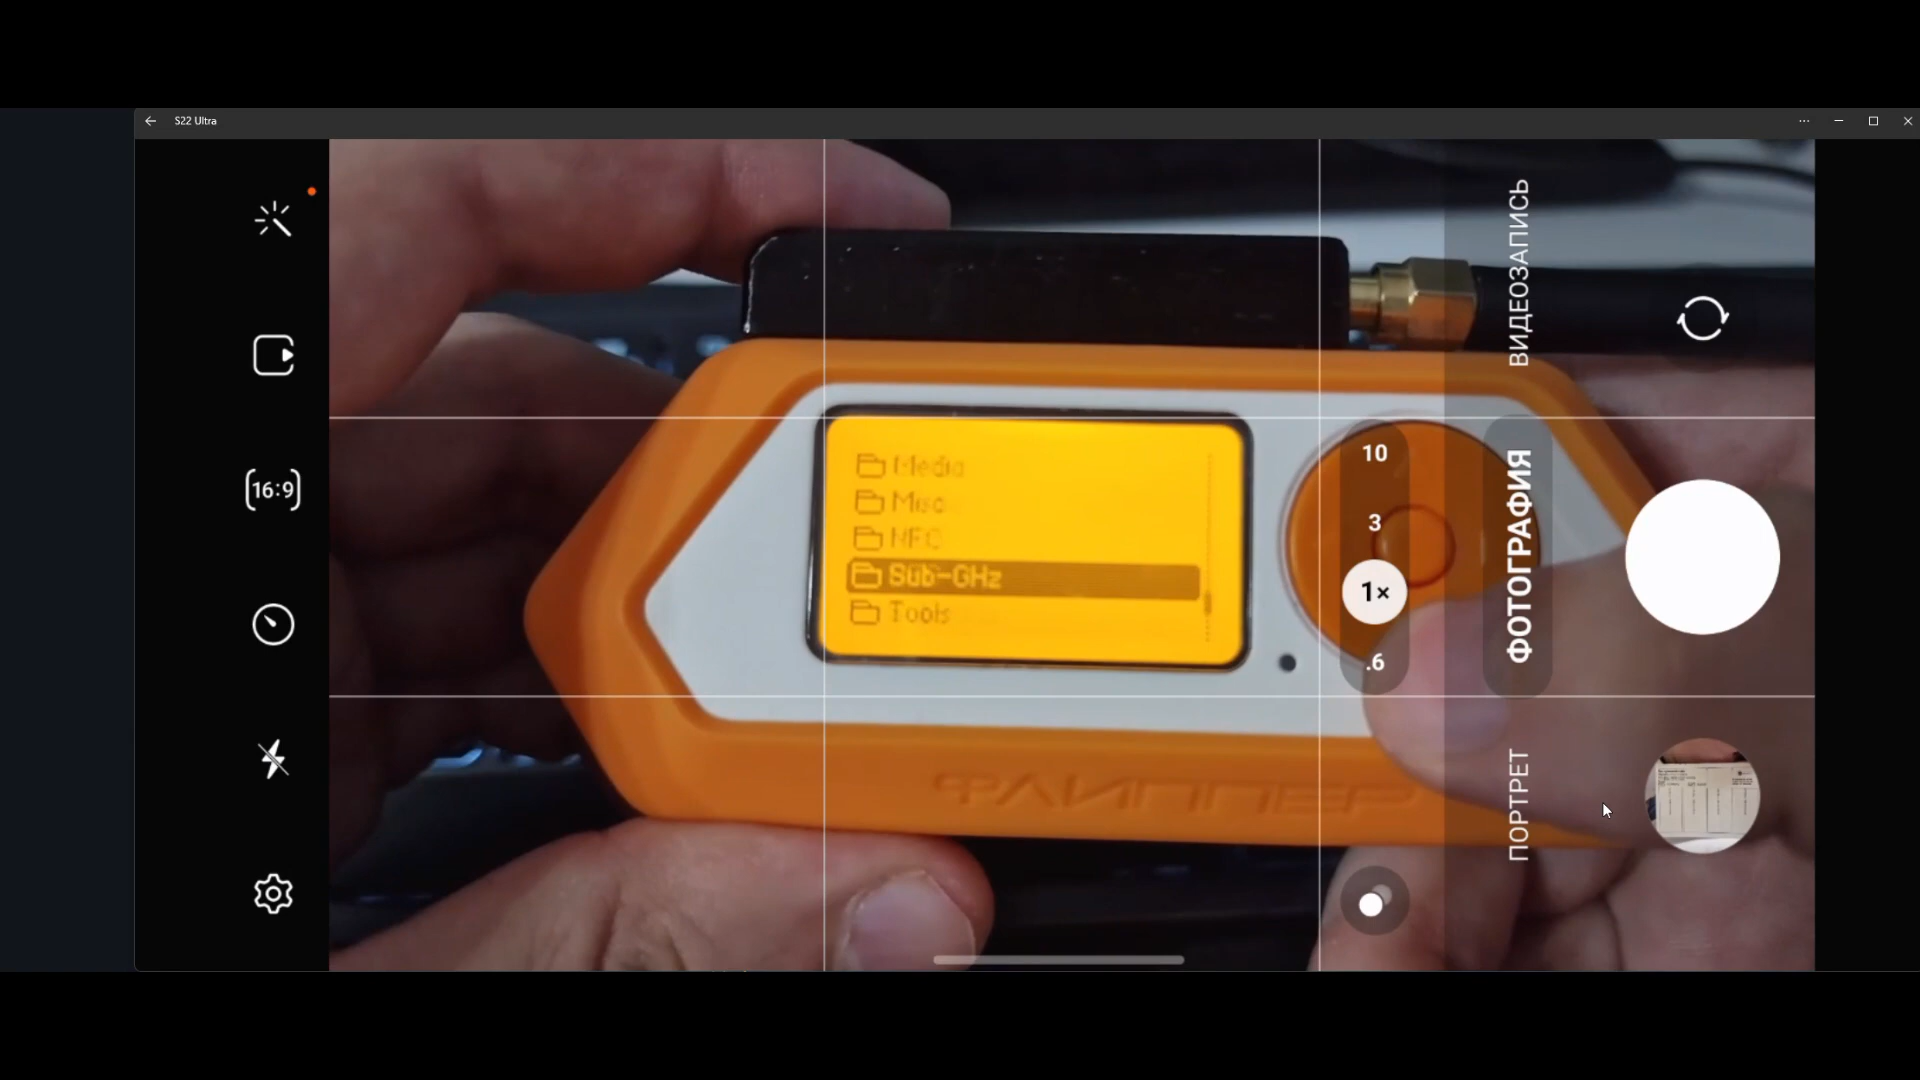 S22 Ultra
16:9
Media
Misc
NFC
Sub-GHz
Tools
ФЛИППЕР
10
3
1×
.6
ВИДЕОЗАПИСЬ
ФОТОГРАФИЯ
ПОРТРЕТ